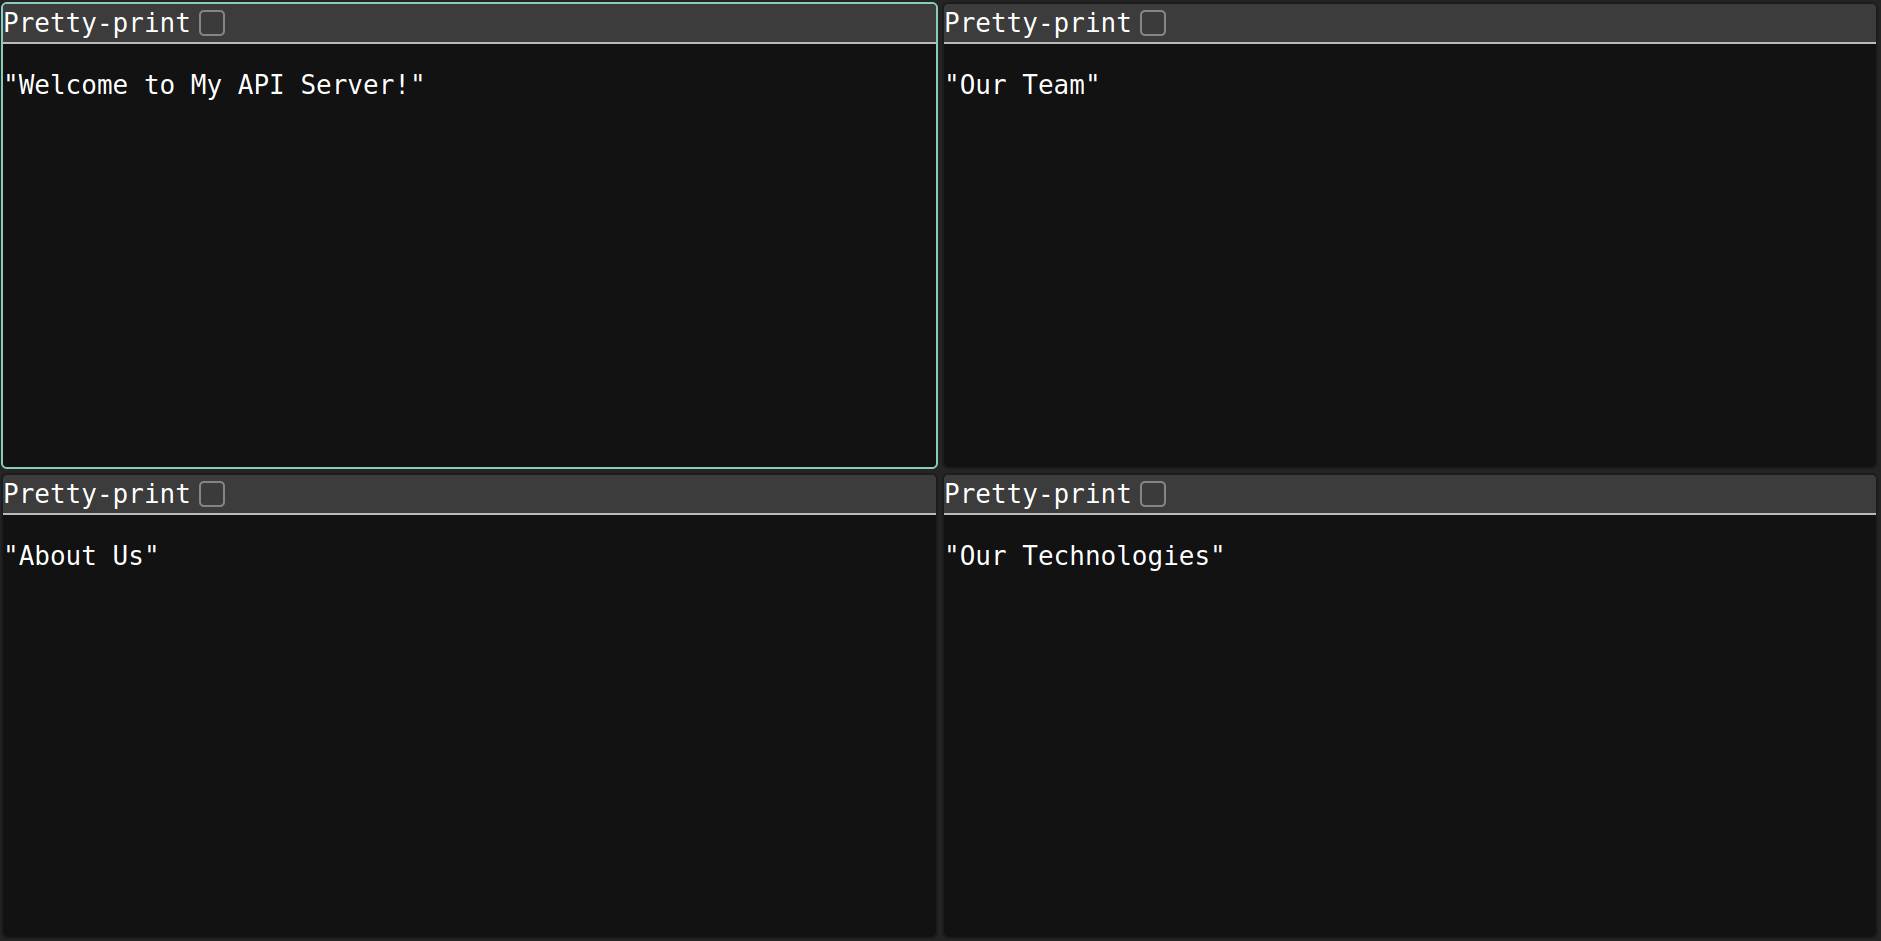 Pretty-print
"Welcome to My API Server!"
Pretty-print
"Our Team"
Pretty-print
"About Us"
Pretty-print
"Our Technologies"